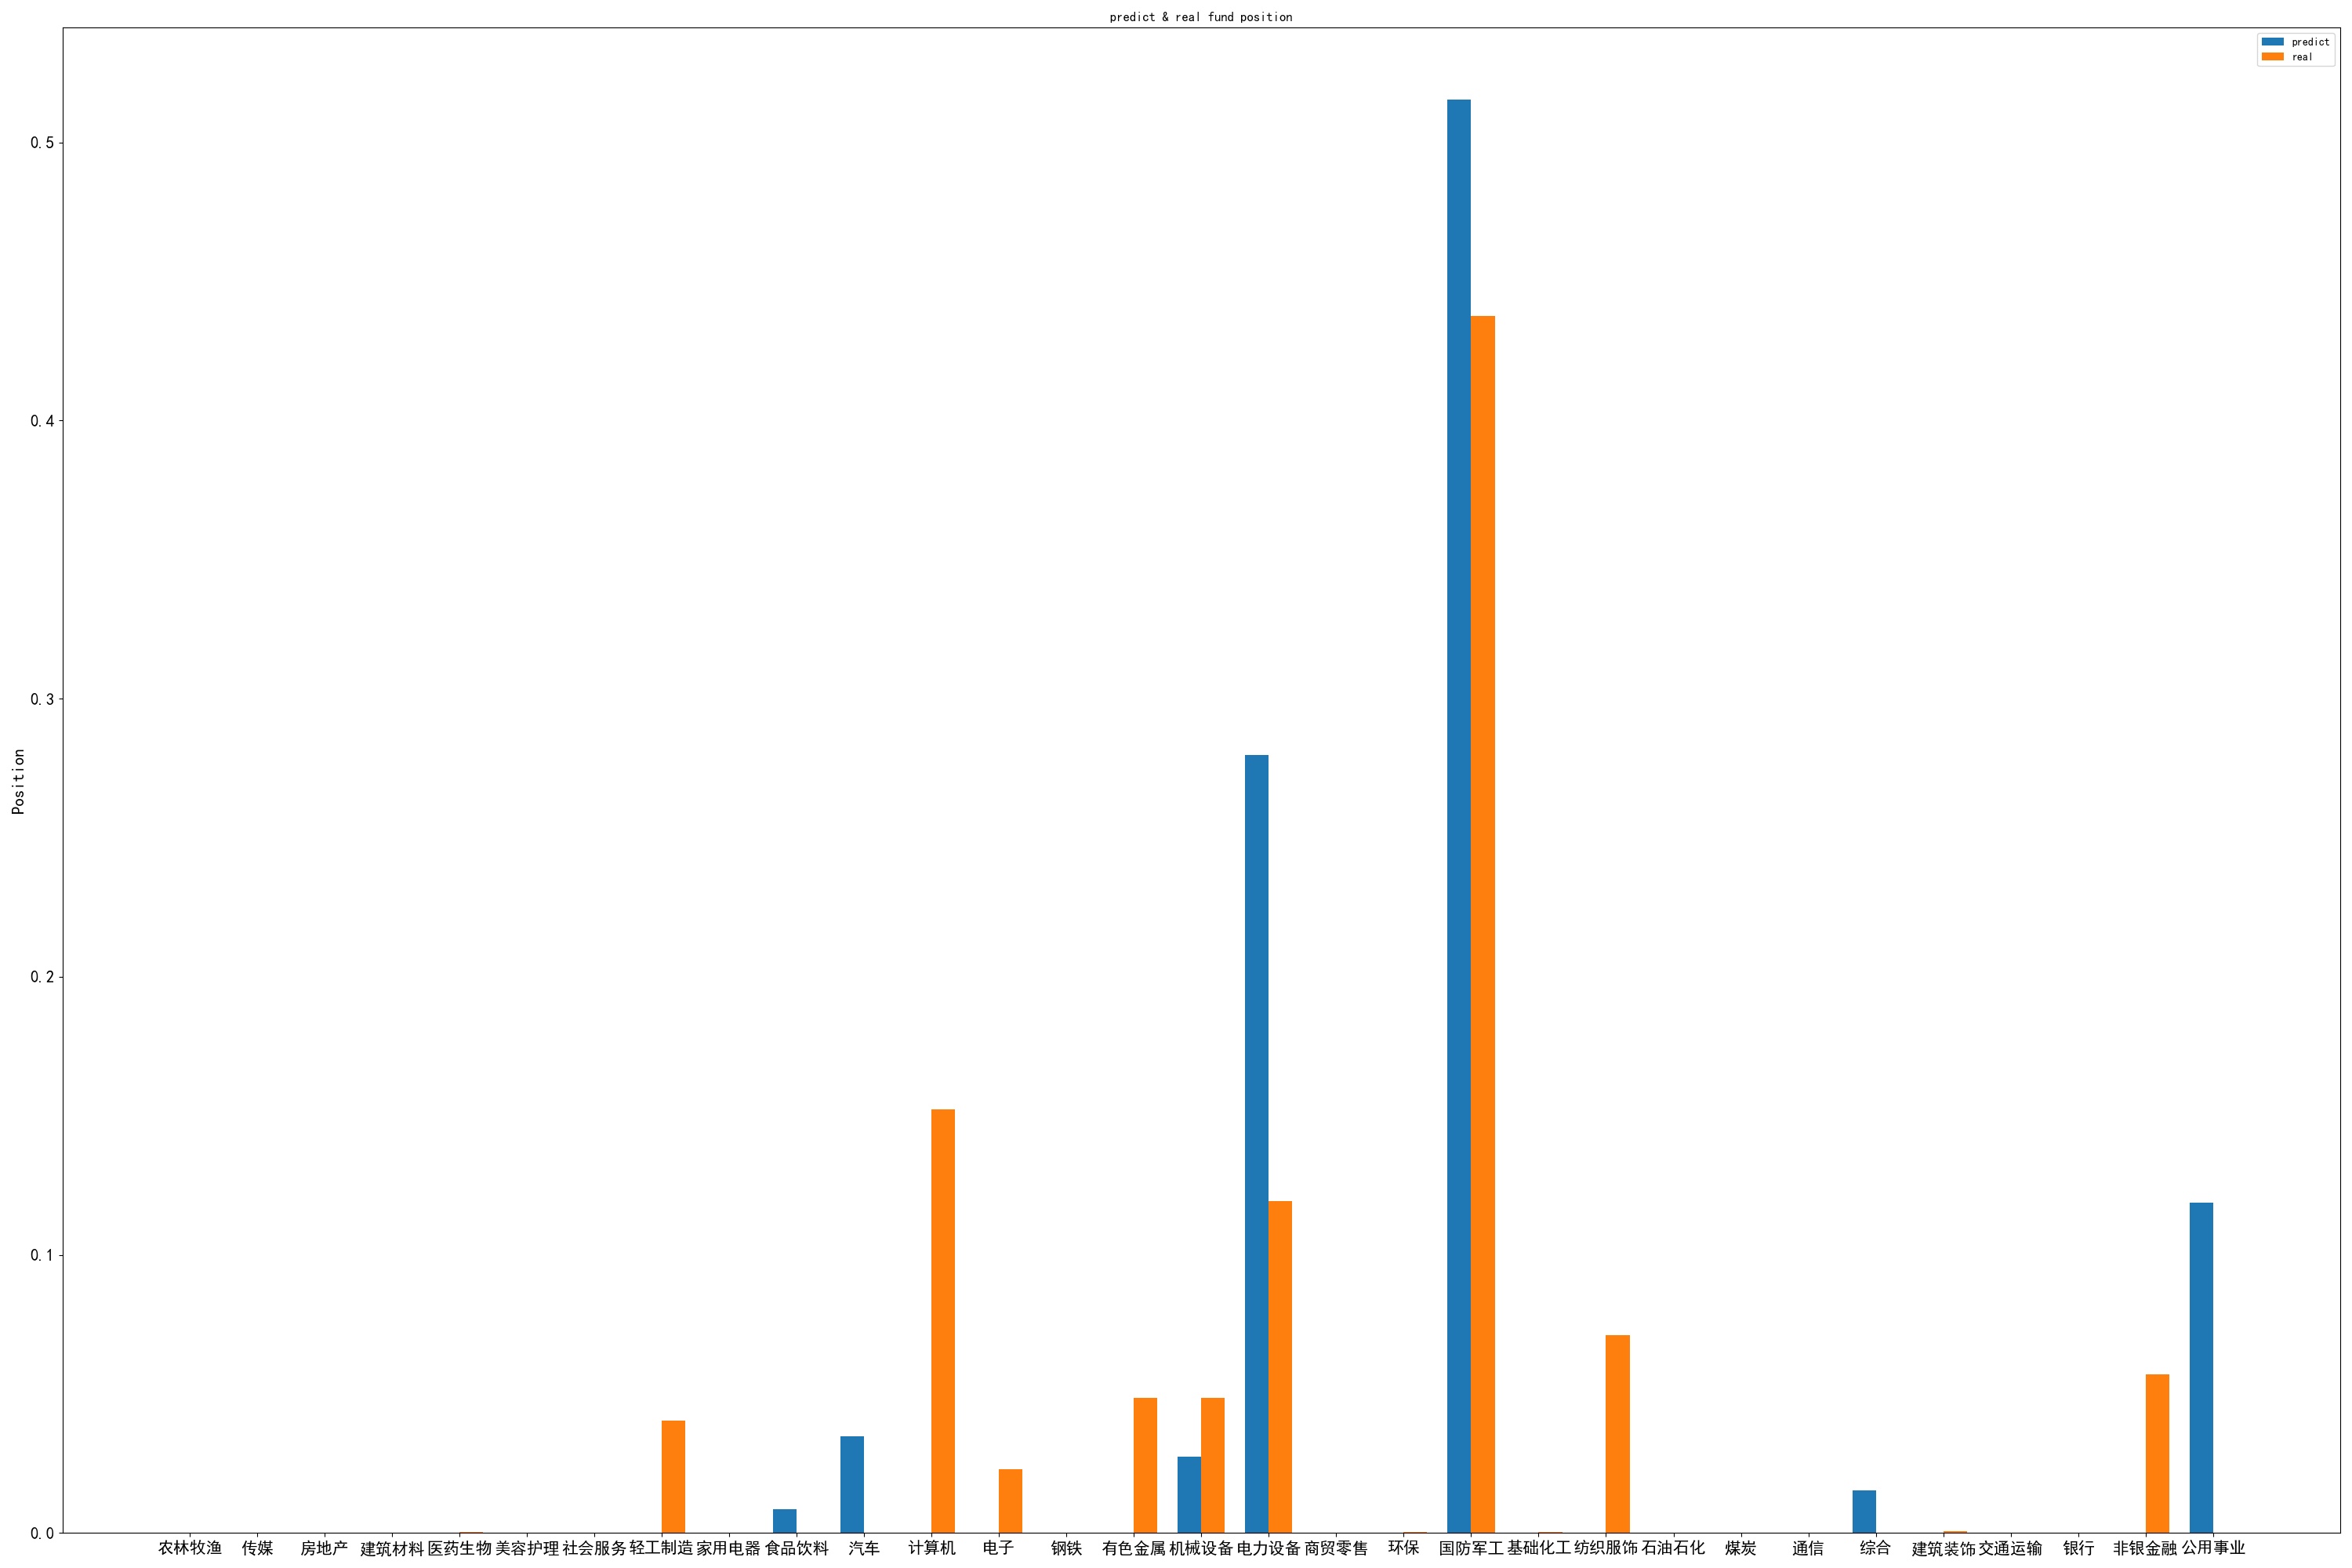 predict & real fund position
predict
real
Position
0.5
0.4
0.3
0.2
0.1
0.0
农林牧渔 传媒 房地产 建筑材料 医药生物 美容护理 社会服务 轻工制造 家用电器 食品饮料 汽车 计算机 电子 钢铁 有色金属 机械设备 电力设备 商贸零售 环保 国防军工 基础化工 纺织服饰 石油石化 煤炭 通信 综合 建筑装饰 交通运输 银行 非银金融 公用事业